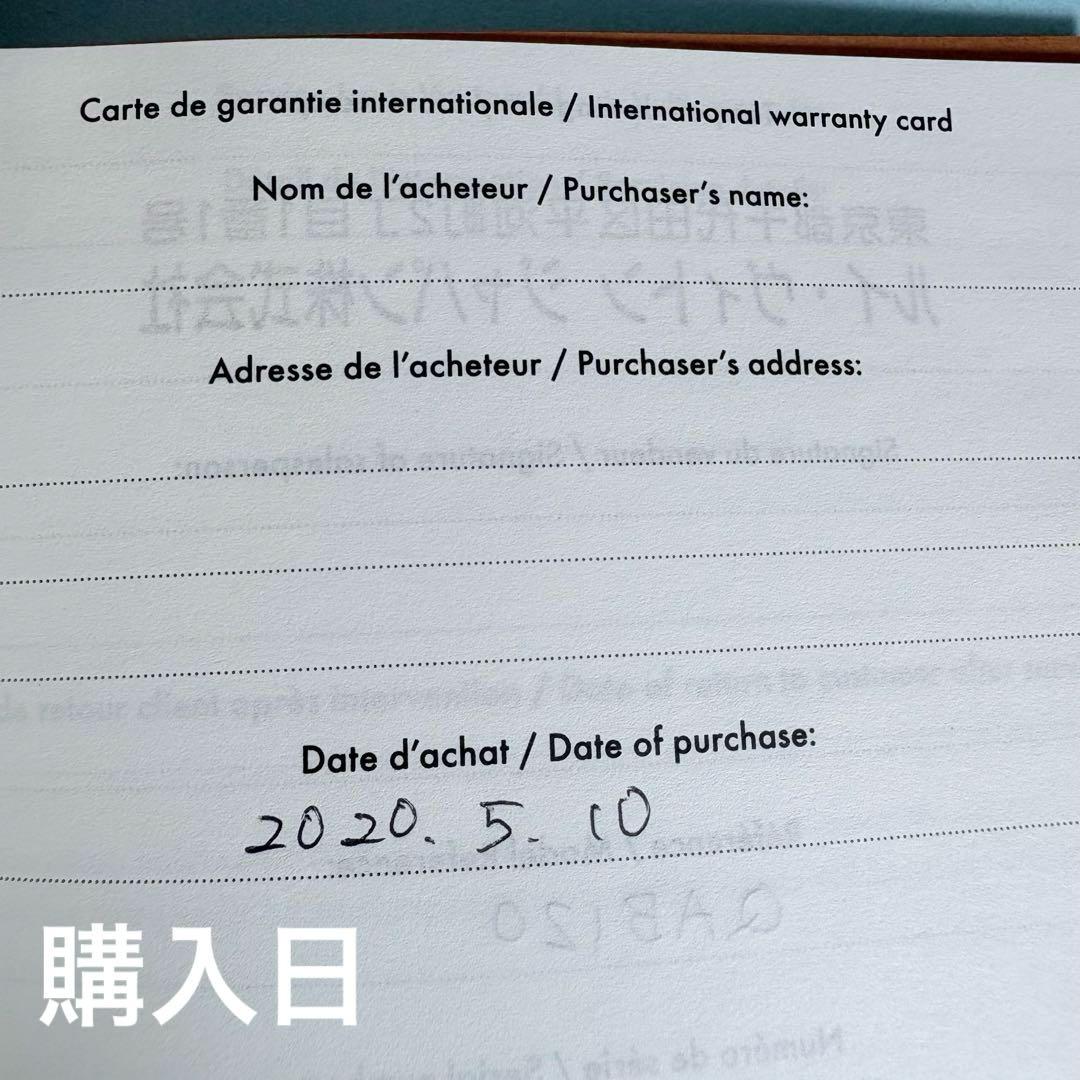 Carte de garantie internationale / International warranty card
Nom de l'acheteur / Purchaser's name:
Adresse de l'acheteur / Purchaser's address:
Date d'achat / Date of purchase:
2020. 5. 10
購入日